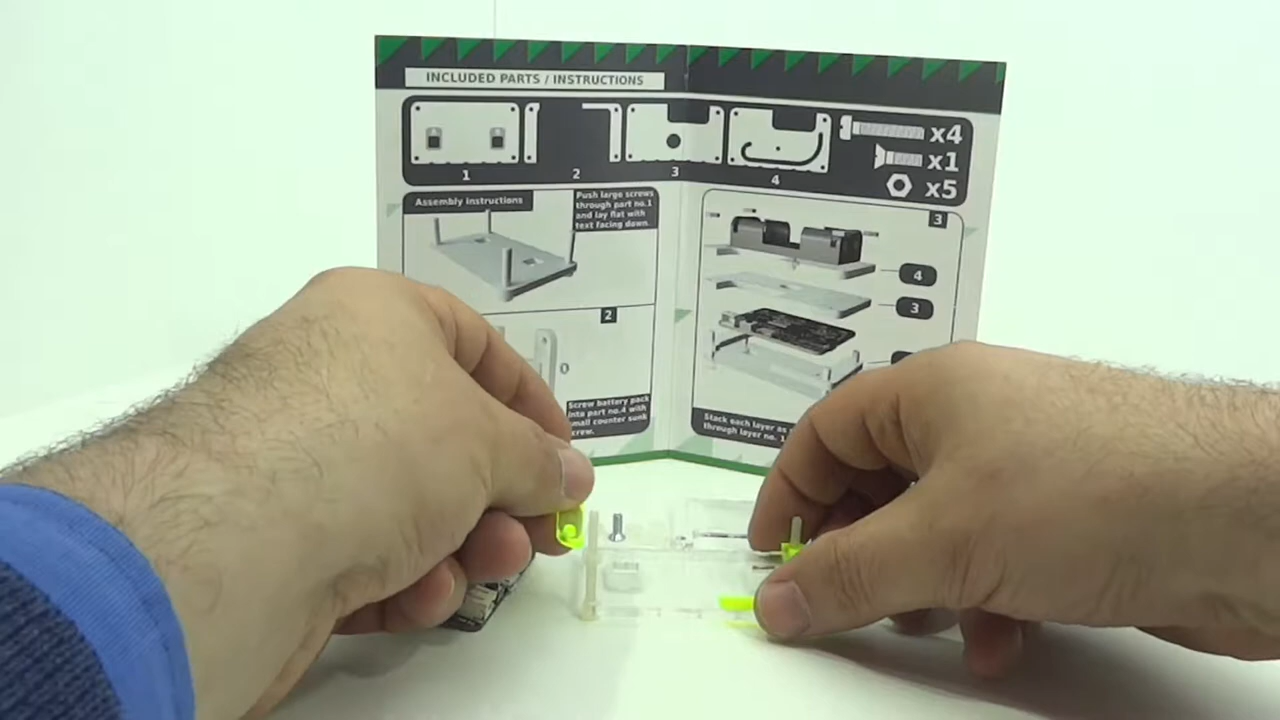 INCLUDED PARTS / INSTRUCTIONS
1
2
3
4
x4
x1
x5
Assembly instructions
Push large screws
through part no.1
and lay flat with
text facing down
2
Screw battery pack
into part no.4 with
small counter sunk
screw.
3
4
3
Stack each layer as
through layer no. 1